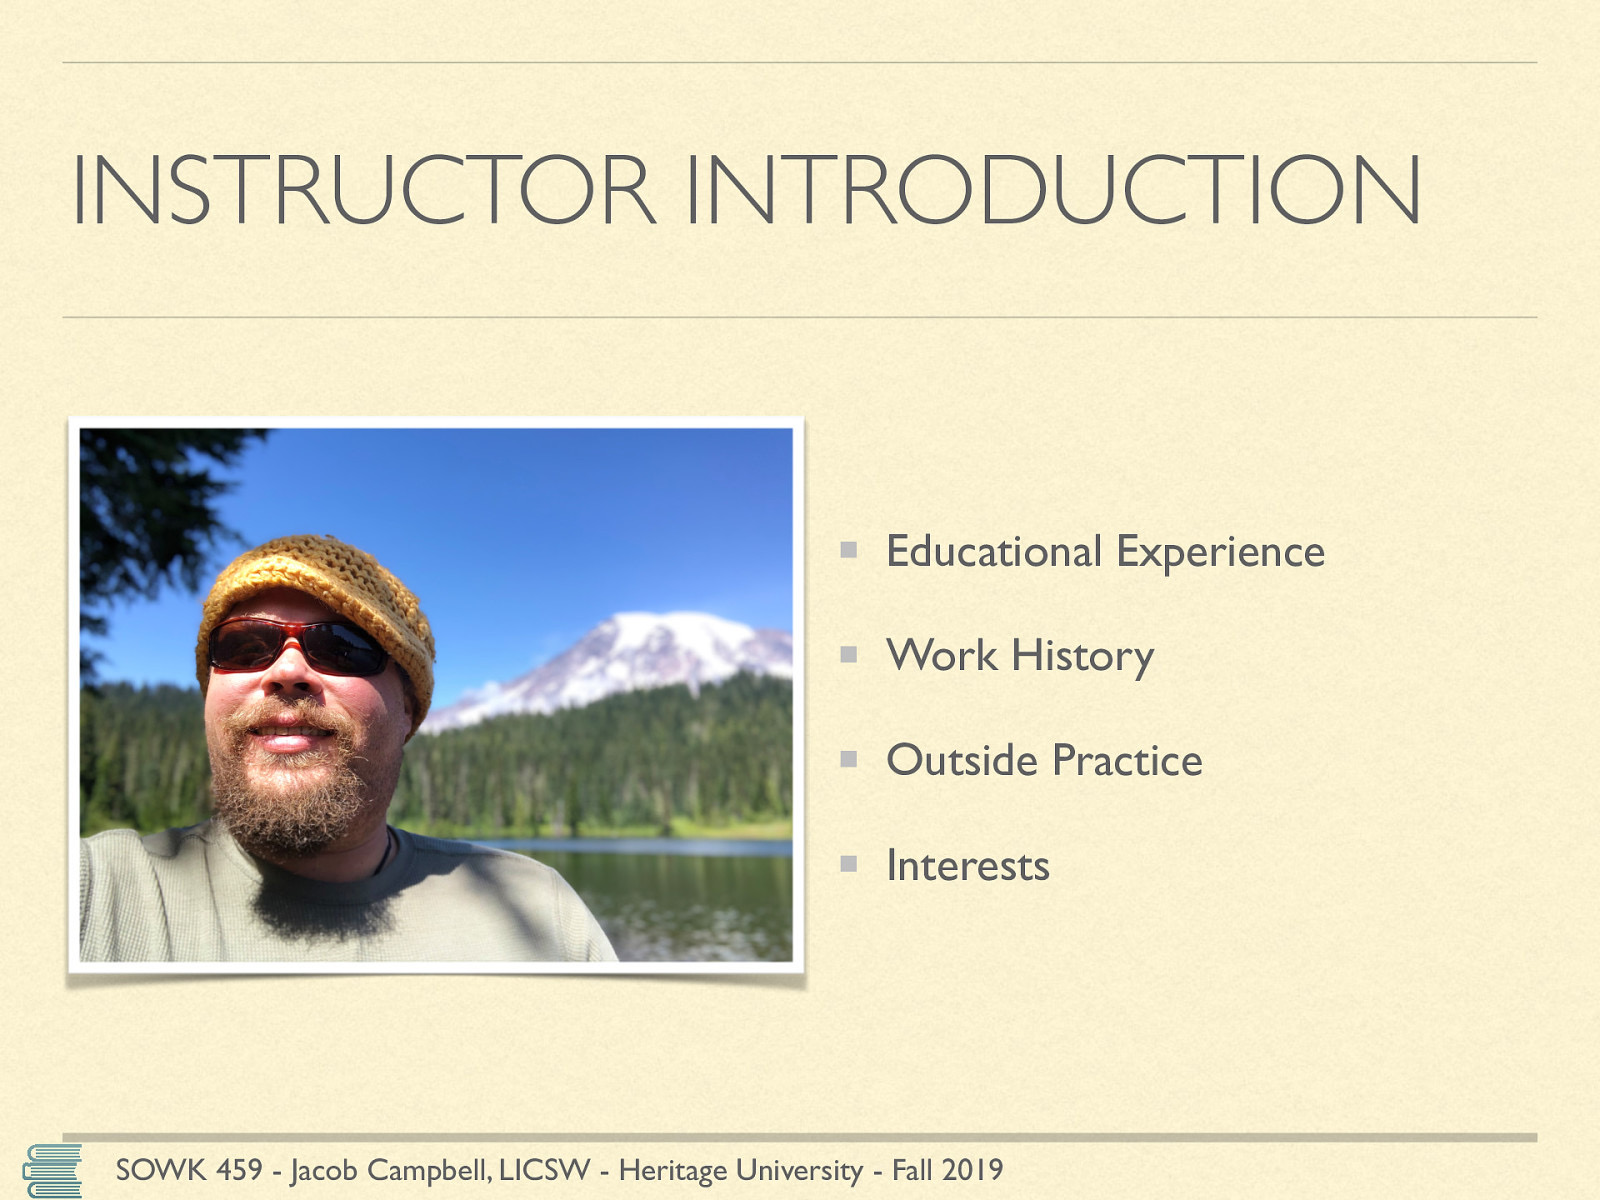 INSTRUCTOR INTRODUCTION
Educational Experience
Work History
Outside Practice
Interests
SOWK 459 - Jacob Campbell, LICSW - Heritage University - Fall 2019